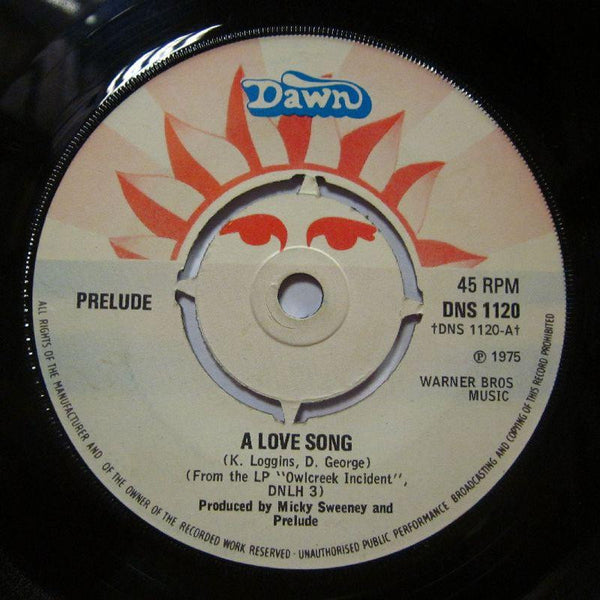 Dawn
PRELUDE
45 RPM
DNS 1120
†DNS 1120-A†
℗ 1975
WARNER BROS
MUSIC
A LOVE SONG
(K. Loggins, D. George)
(From the LP "Owlcreek Incident",
DNLH 3)
Produced by Micky Sweeney and
Prelude
ALL RIGHTS OF THE MANUFACTURER AND OF THE OWNER OF THE RECORDED WORK RESERVED · UNAUTHORISED PUBLIC PERFORMANCE BROADCASTING AND COPYING OF THIS RECORD PROHIBITED